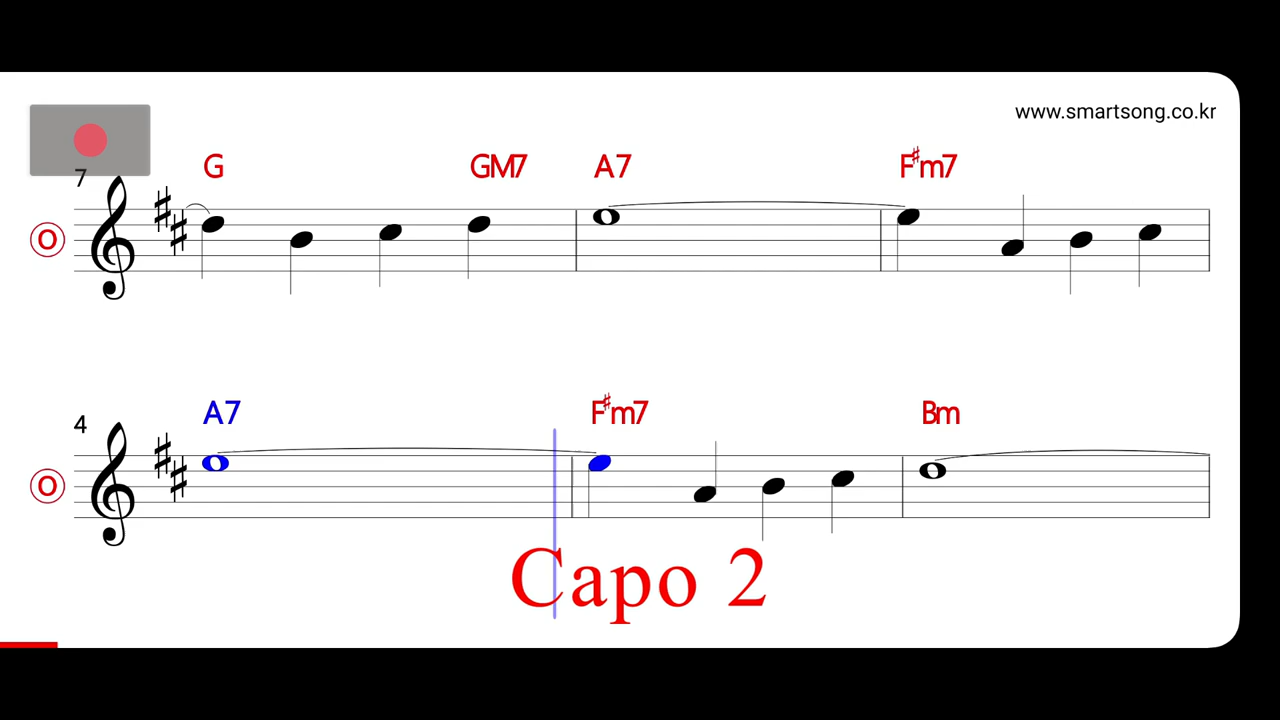 www.smartsong.co.kr
7
G GM7 A7 F♯m7
O
4
A7 F♯m7 Bm
O
Capo 2